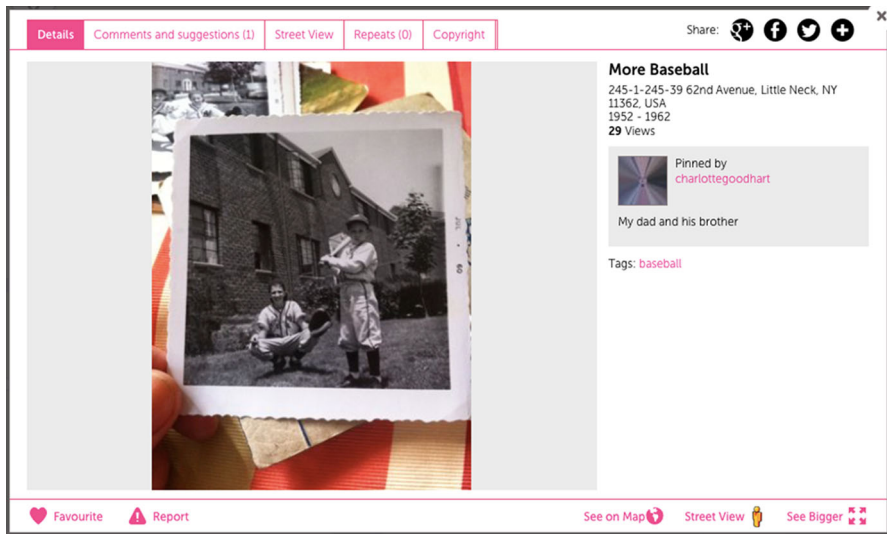 Details
Comments and suggestions (1)
Street View
Repeats (0)
Copyright
Share:
More Baseball
245-1-245-39 62nd Avenue, Little Neck, NY
11362, USA
1952 - 1962
29 Views
Pinned by
charlottegoodhart
My dad and his brother
Tags: baseball
JUL • 60
Favourite
Report
See on Map
Street View
See Bigger